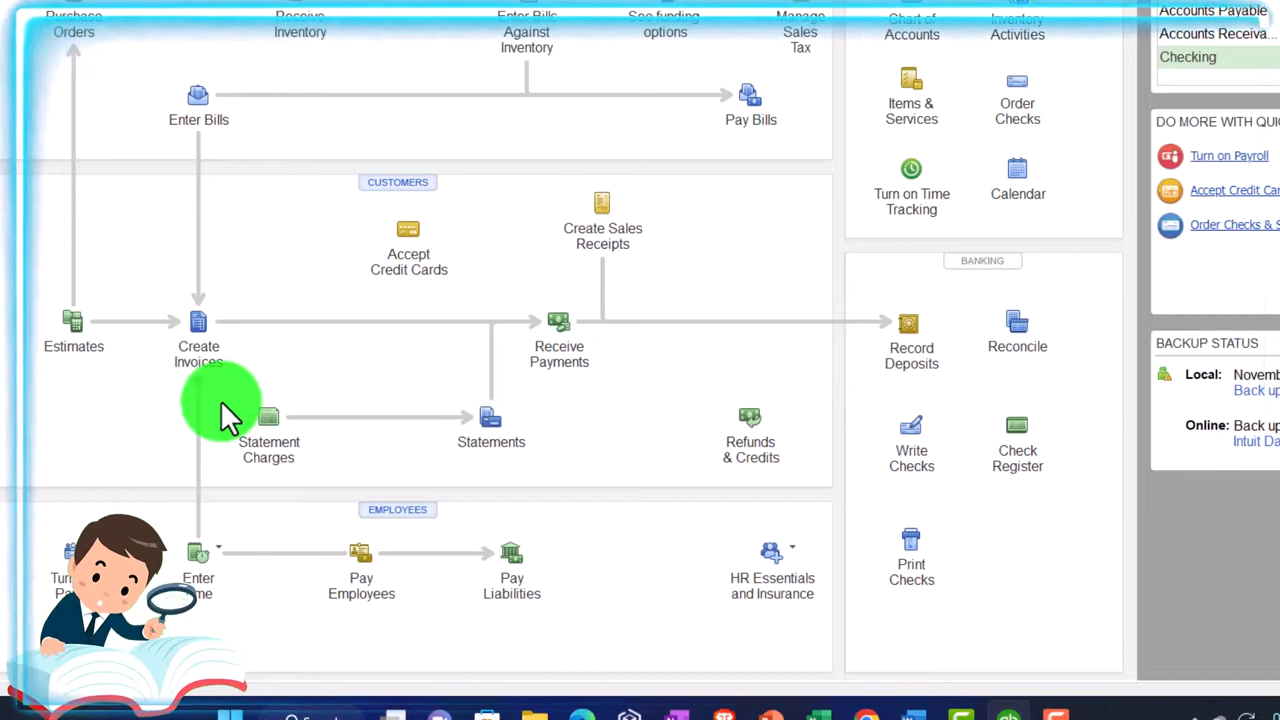 Purchase
Orders
Receive
Inventory
Enter Bills
Against
Inventory
See funding
options
Manage
Sales
Tax
Enter Bills
Pay Bills
CUSTOMERS
Create Sales
Receipts
Accept
Credit Cards
Estimates
Create
Invoices
Receive
Payments
Statement
Charges
Statements
Refunds
& Credits
EMPLOYEES
Enter
Pay
Employees
Pay
Liabilities
HR Essentials
and Insurance
Chart of
Accounts
Inventory
Activities
Items &
Services
Order
Checks
Turn on Time
Tracking
Calendar
BANKING
Record
Deposits
Reconcile
Write
Checks
Check
Register
Print
Checks
Accounts Payable
Accounts Receiva...
Checking
DO MORE WITH QUIC
Turn on Payroll
Accept Credit Car
Order Checks & S
BACKUP STATUS
Local: Novemb
Back up
Online: Back up
Intuit Da